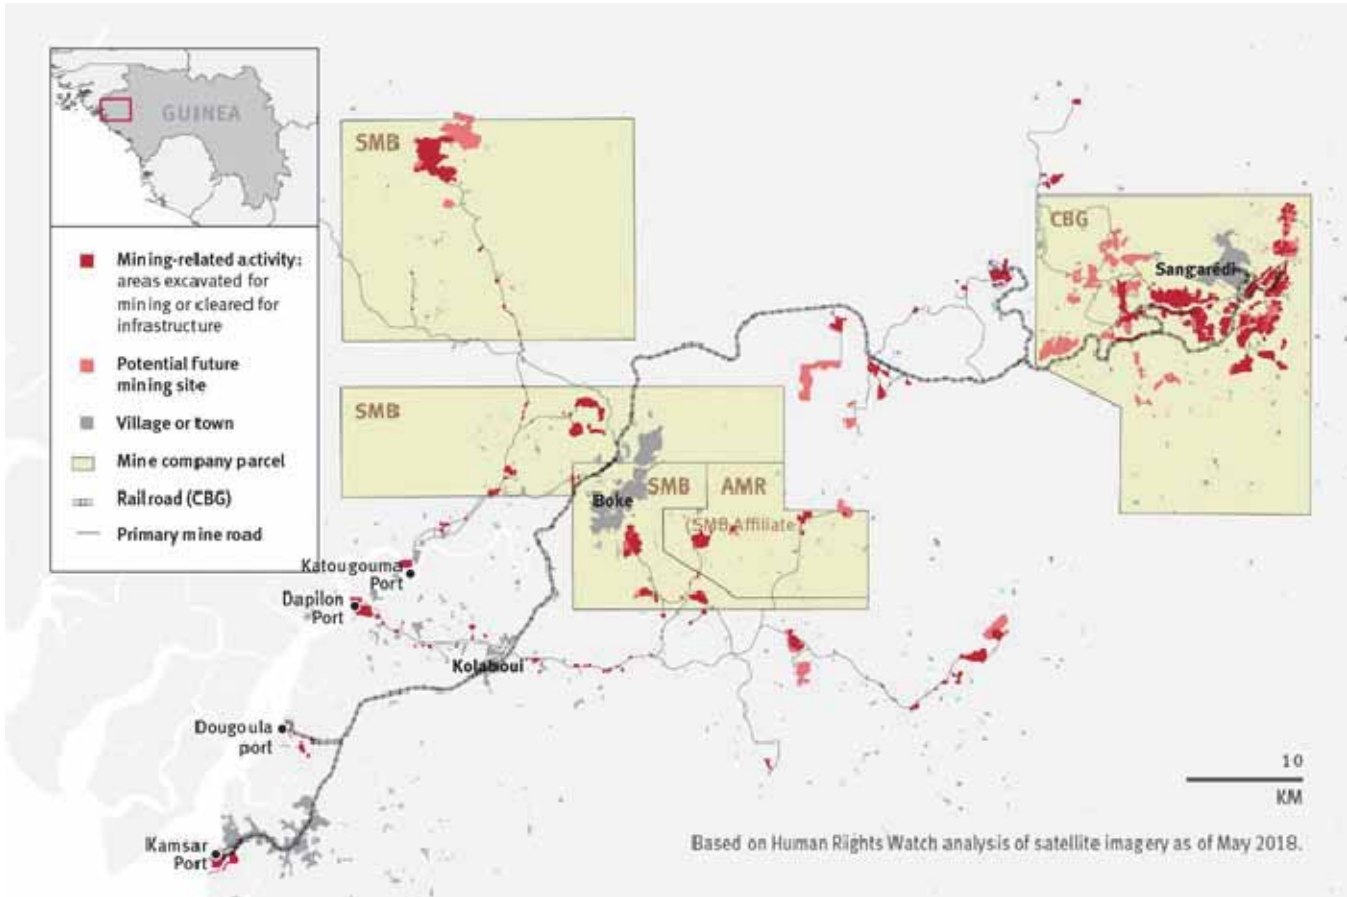 GUINEA
Mining-related activity:
areas excavated for
mining or cleared for
infrastructure
Potential future
mining site
Village or town
Mine company parcel
Railroad (CBG)
Primary mine road
SMB
SMB
SMB
AMR
(SMB Affiliate)
CBG
Sangaredi
Boke
Katougouma
Port
Dapilon
Port
Kolaboui
Dougoula
port
Kamsar
Port
10
KM
Based on Human Rights Watch analysis of satellite imagery as of May 2018.